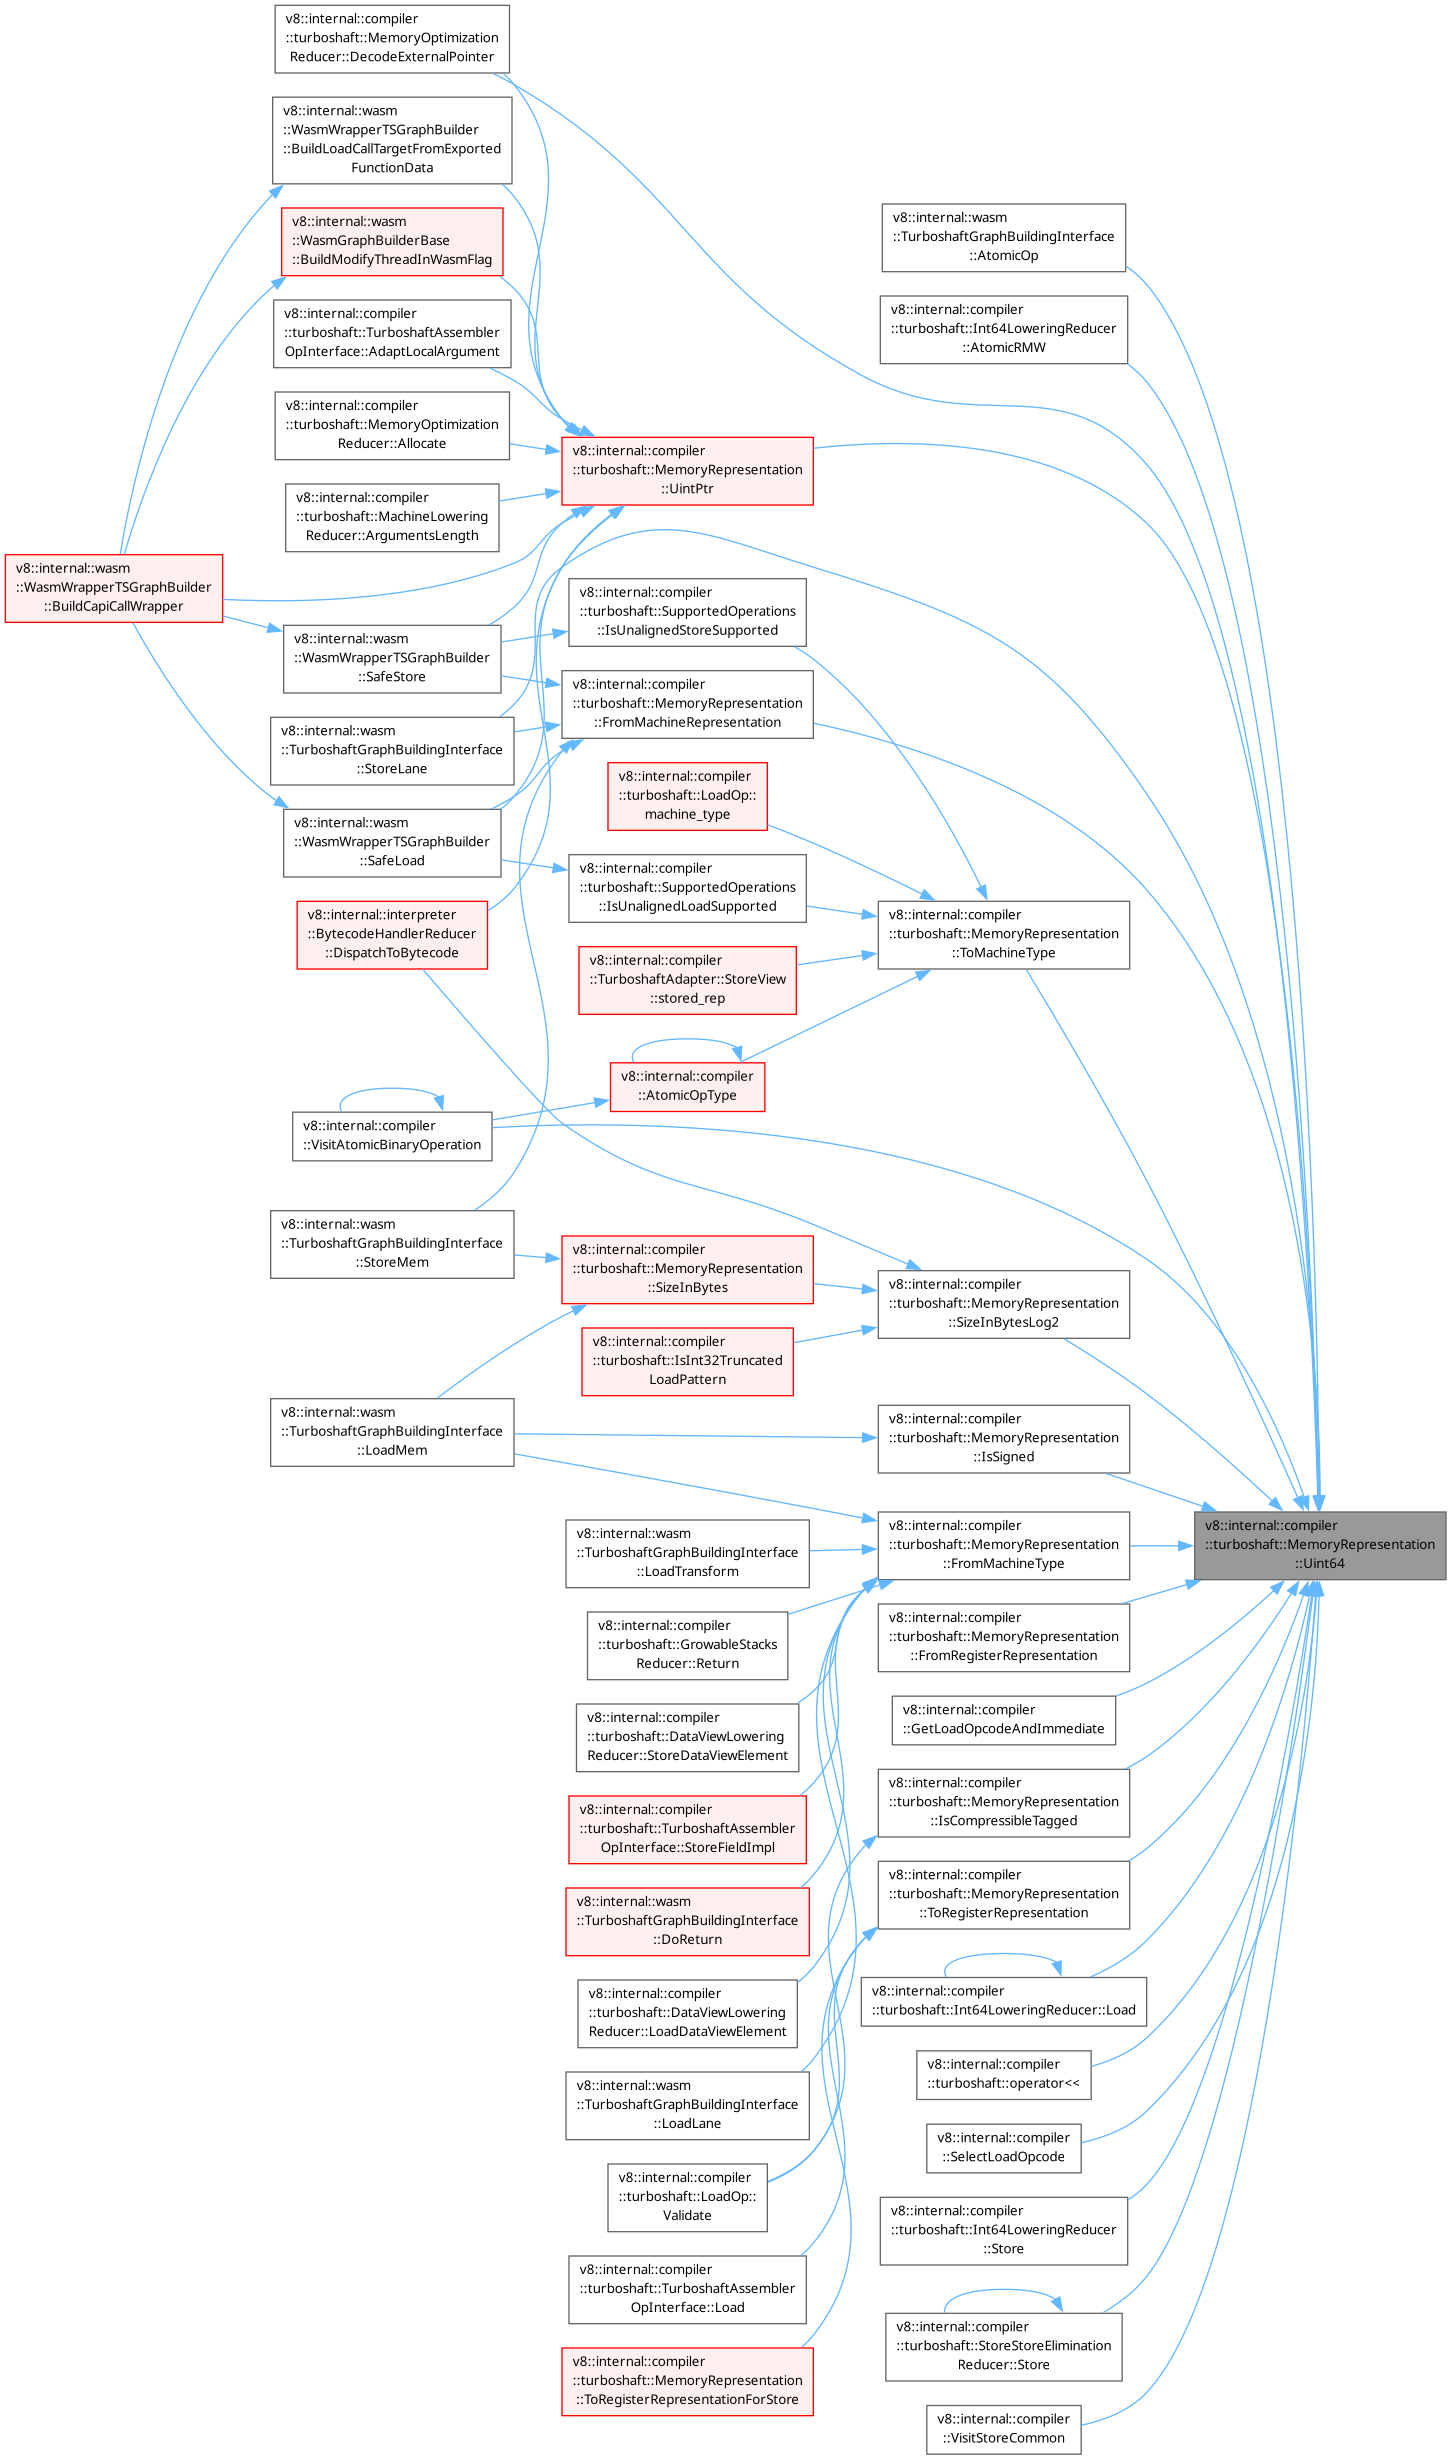 v8::internal::compiler
::turboshaft::MemoryOptimization
Reducer::DecodeExternalPointer
v8::internal::wasm
::WasmWrapperTSGraphBuilder
::BuildLoadCallTargetFromExported
FunctionData
v8::internal::wasm
::WasmGraphBuilderBase
::BuildModifyThreadInWasmFlag
v8::internal::compiler
::turboshaft::TurboshaftAssembler
OpInterface::AdaptLocalArgument
v8::internal::compiler
::turboshaft::MemoryOptimization
Reducer::Allocate
v8::internal::compiler
::turboshaft::MachineLowering
Reducer::ArgumentsLength
v8::internal::wasm
::WasmWrapperTSGraphBuilder
::BuildCapiCallWrapper
v8::internal::wasm
::WasmWrapperTSGraphBuilder
::SafeStore
v8::internal::wasm
::TurboshaftGraphBuildingInterface
::StoreLane
v8::internal::wasm
::WasmWrapperTSGraphBuilder
::SafeLoad
v8::internal::interpreter
::BytecodeHandlerReducer
::DispatchToBytecode
v8::internal::compiler
::VisitAtomicBinaryOperation
v8::internal::wasm
::TurboshaftGraphBuildingInterface
::StoreMem
v8::internal::wasm
::TurboshaftGraphBuildingInterface
::LoadMem
v8::internal::compiler
::turboshaft::MemoryRepresentation
::UintPtr
v8::internal::compiler
::turboshaft::SupportedOperations
::IsUnalignedStoreSupported
v8::internal::compiler
::turboshaft::MemoryRepresentation
::FromMachineRepresentation
v8::internal::compiler
::turboshaft::LoadOp::
machine_type
v8::internal::compiler
::turboshaft::SupportedOperations
::IsUnalignedLoadSupported
v8::internal::compiler
::TurboshaftAdapter::StoreView
::stored_rep
v8::internal::compiler
::AtomicOpType
v8::internal::compiler
::turboshaft::MemoryRepresentation
::SizeInBytes
v8::internal::compiler
::turboshaft::IsInt32Truncated
LoadPattern
v8::internal::wasm
::TurboshaftGraphBuildingInterface
::LoadTransform
v8::internal::compiler
::turboshaft::GrowableStacks
Reducer::Return
v8::internal::compiler
::turboshaft::DataViewLowering
Reducer::StoreDataViewElement
v8::internal::compiler
::turboshaft::TurboshaftAssembler
OpInterface::StoreFieldImpl
v8::internal::wasm
::TurboshaftGraphBuildingInterface
::DoReturn
v8::internal::compiler
::turboshaft::DataViewLowering
Reducer::LoadDataViewElement
v8::internal::wasm
::TurboshaftGraphBuildingInterface
::LoadLane
v8::internal::compiler
::turboshaft::LoadOp::
Validate
v8::internal::compiler
::turboshaft::TurboshaftAssembler
OpInterface::Load
v8::internal::compiler
::turboshaft::MemoryRepresentation
::ToRegisterRepresentationForStore
v8::internal::wasm
::TurboshaftGraphBuildingInterface
::AtomicOp
v8::internal::compiler
::turboshaft::Int64LoweringReducer
::AtomicRMW
v8::internal::compiler
::turboshaft::MemoryRepresentation
::ToMachineType
v8::internal::compiler
::turboshaft::MemoryRepresentation
::SizeInBytesLog2
v8::internal::compiler
::turboshaft::MemoryRepresentation
::IsSigned
v8::internal::compiler
::turboshaft::MemoryRepresentation
::FromMachineType
v8::internal::compiler
::turboshaft::MemoryRepresentation
::FromRegisterRepresentation
v8::internal::compiler
::GetLoadOpcodeAndImmediate
v8::internal::compiler
::turboshaft::MemoryRepresentation
::IsCompressibleTagged
v8::internal::compiler
::turboshaft::MemoryRepresentation
::ToRegisterRepresentation
v8::internal::compiler
::turboshaft::Int64LoweringReducer::Load
v8::internal::compiler
::turboshaft::operator<<
v8::internal::compiler
::SelectLoadOpcode
v8::internal::compiler
::turboshaft::Int64LoweringReducer
::Store
v8::internal::compiler
::turboshaft::StoreStoreElimination
Reducer::Store
v8::internal::compiler
::VisitStoreCommon
v8::internal::compiler
::turboshaft::MemoryRepresentation
::Uint64